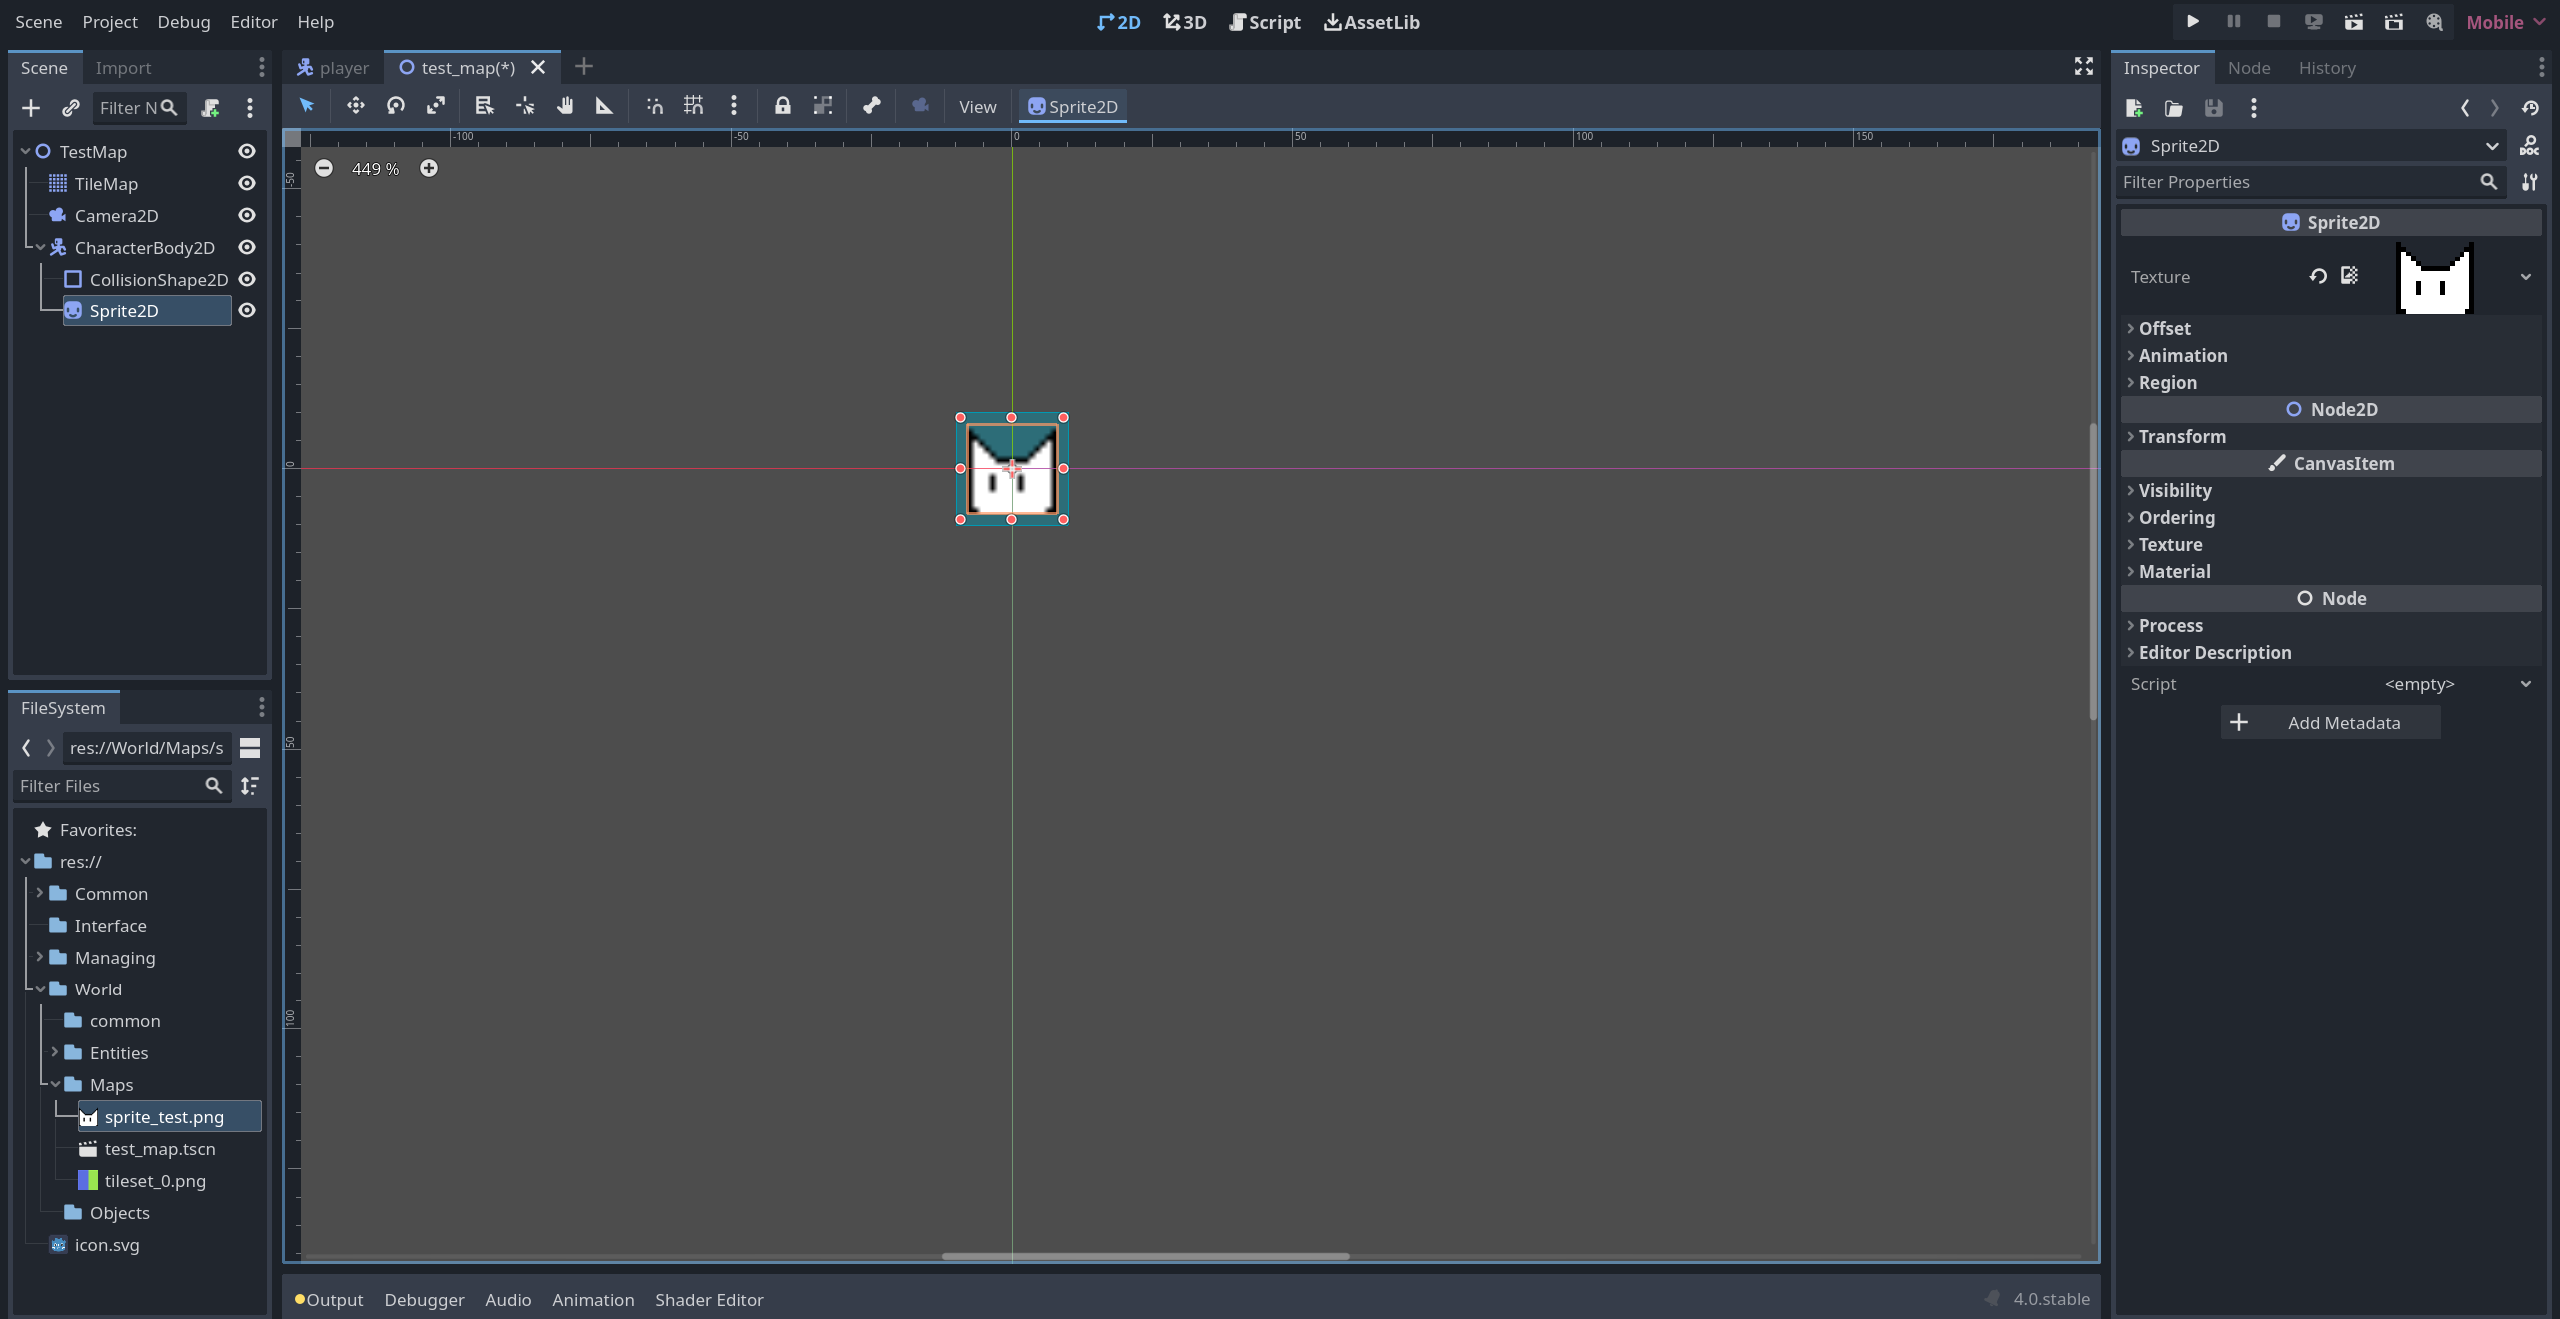 Scene Project Debug Editor Help
2D 3D Script AssetLib
Mobile
Scene Import
Filter N
TestMap
TileMap
Camera2D
CharacterBody2D
CollisionShape2D
Sprite2D
FileSystem
res://World/Maps/s
Filter Files
Favorites:
res://
Common
Interface
Managing
World
common
Entities
Maps
sprite_test.png
test_map.tscn
tileset_0.png
Objects
icon.svg
player test_map(*)
View Sprite2D
-100 -50 0 50 100 150
-50
0
50
100
449 %
Output Debugger Audio Animation Shader Editor
4.0.stable
Inspector Node History
Sprite2D
DOC
Filter Properties
Sprite2D
Texture
Offset
Animation
Region
Node2D
Transform
CanvasItem
Visibility
Ordering
Texture
Material
Node
Process
Editor Description
Script <empty>
Add Metadata